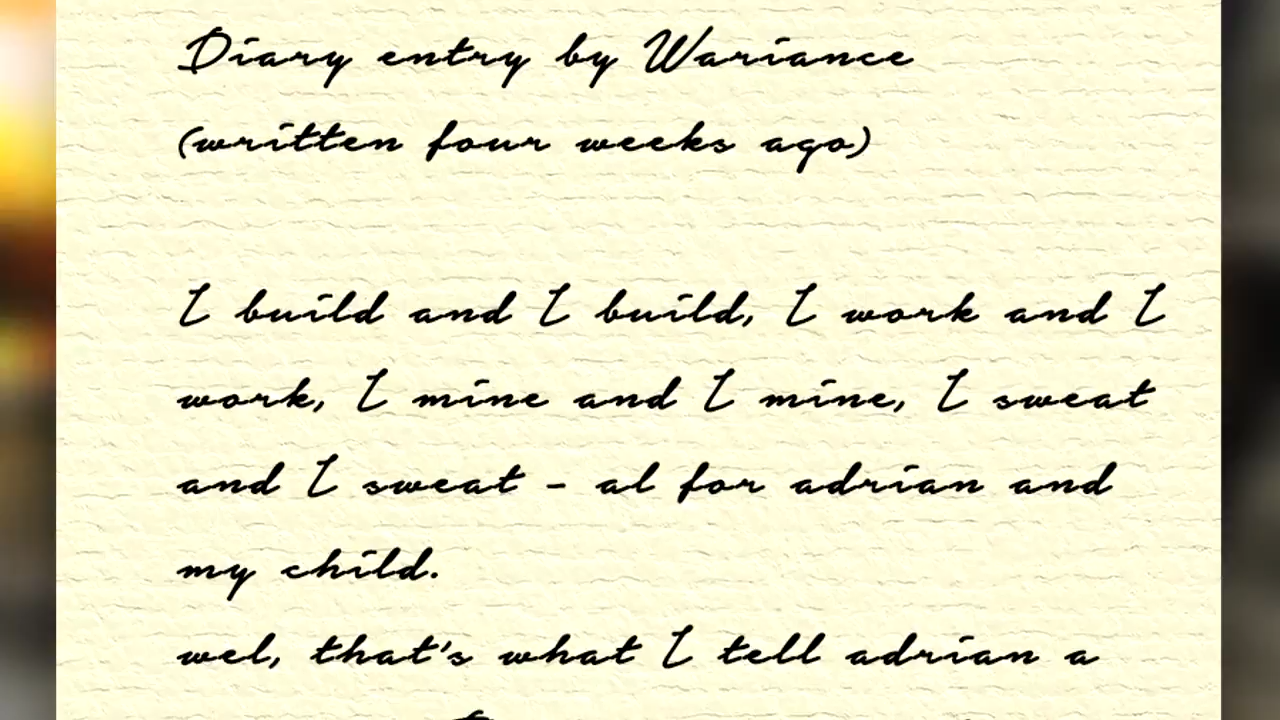 Diary entry by Wariance
(written four weeks ago)
I build and I build, I work and I
work, I mine and I mine, I sweat
and I sweat - al for adrian and
my child.
wel, that's what I tell adrian a